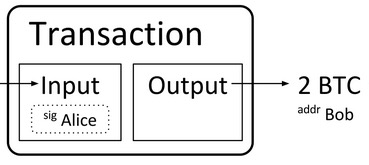 Transaction
Input Output 2 BTC
sig Alice addr Bob